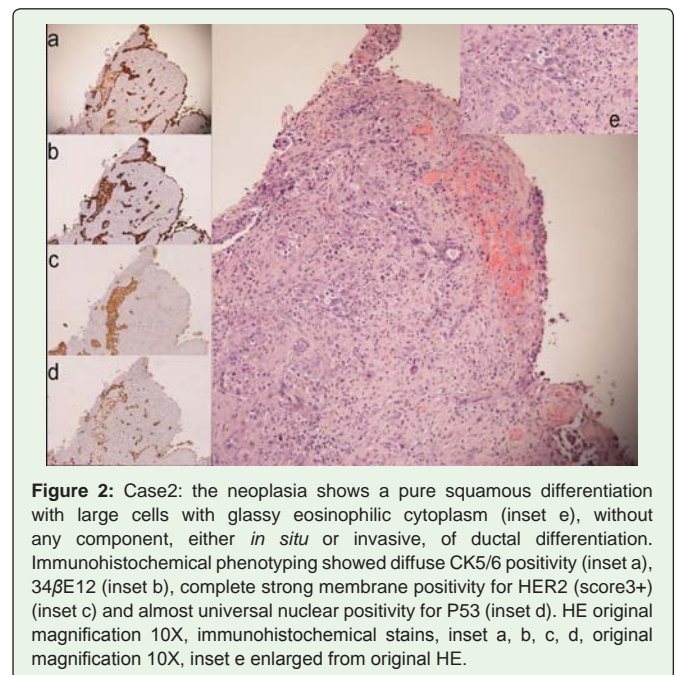 a
b
c
d
e
Figure 2: Case2: the neoplasia shows a pure squamous differentiation
with large cells with glassy eosinophilic cytoplasm (inset e), without
any component, either in situ or invasive, of ductal differentiation.
Immunohistochemical phenotyping showed diffuse CK5/6 positivity (inset a),
34βE12 (inset b), complete strong membrane positivity for HER2 (score3+)
(inset c) and almost universal nuclear positivity for P53 (inset d). HE original
magnification 10X, immunohistochemical stains, inset a, b, c, d, original
magnification 10X, inset e enlarged from original HE.